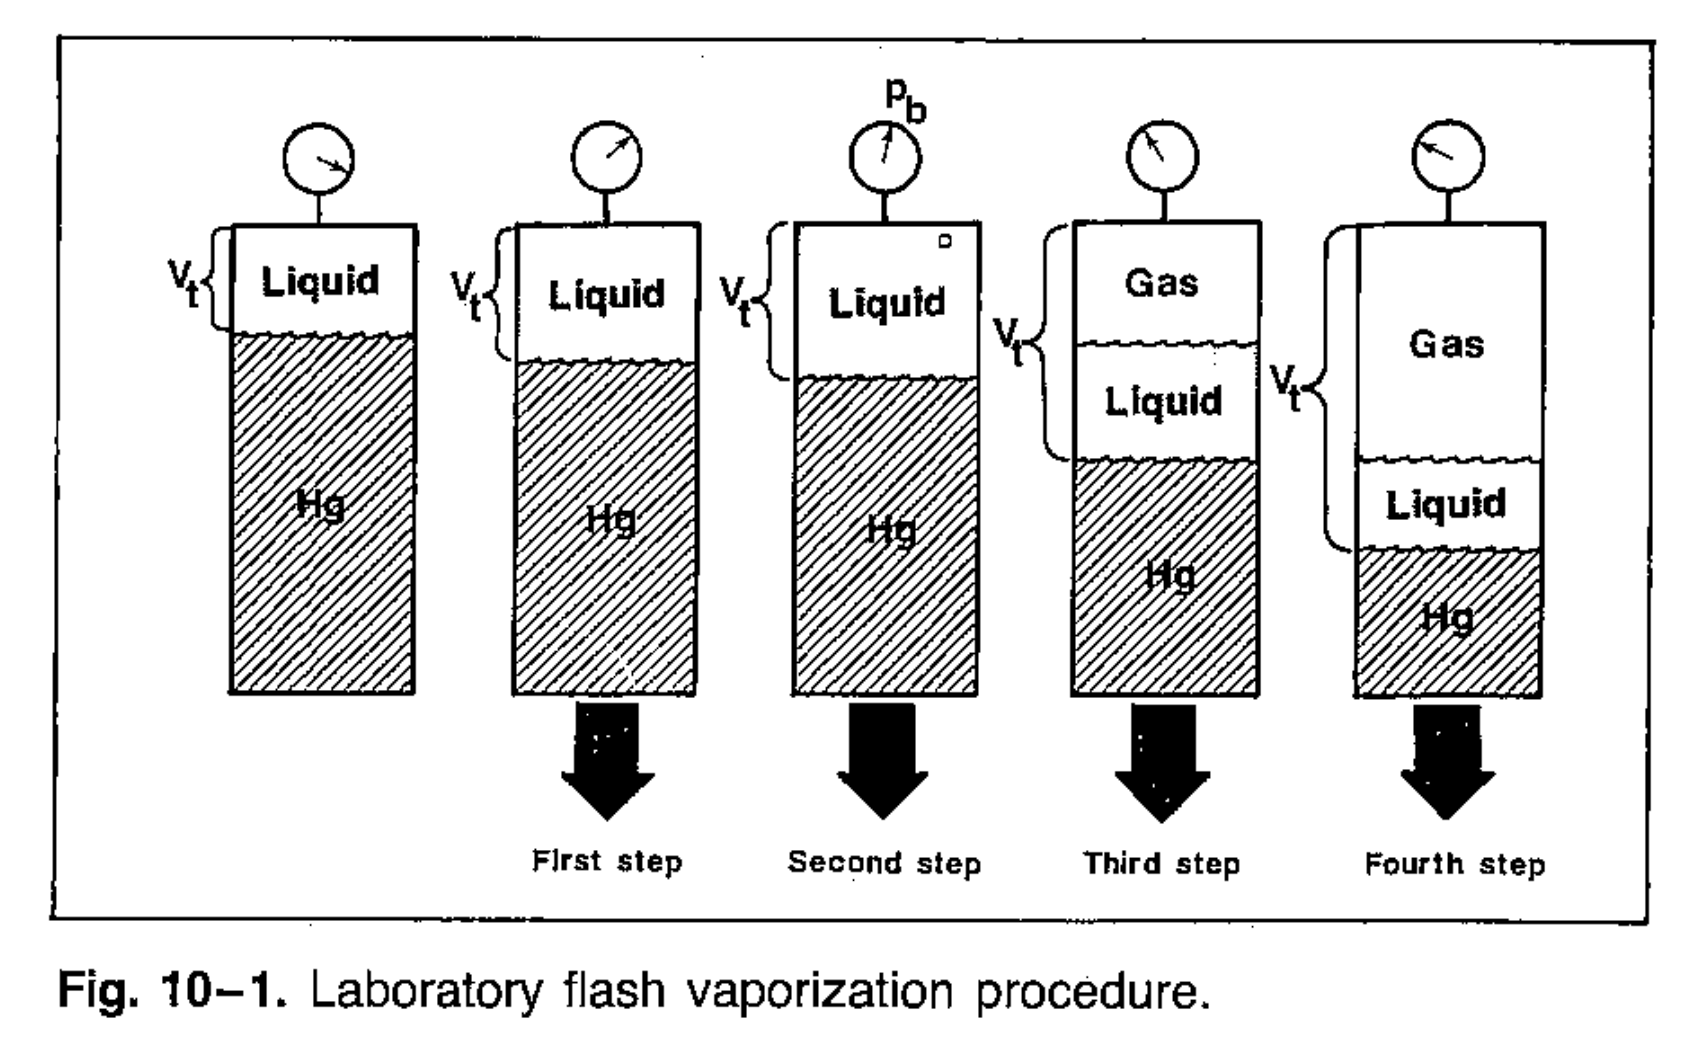 p_b
V_t Liquid Hg
V_t Liquid Hg
V_t Liquid Hg
V_t Gas Liquid Hg
V_t Gas Liquid Hg
First step Second step Third step Fourth step
Fig. 10–1. Laboratory flash vaporization procedure.